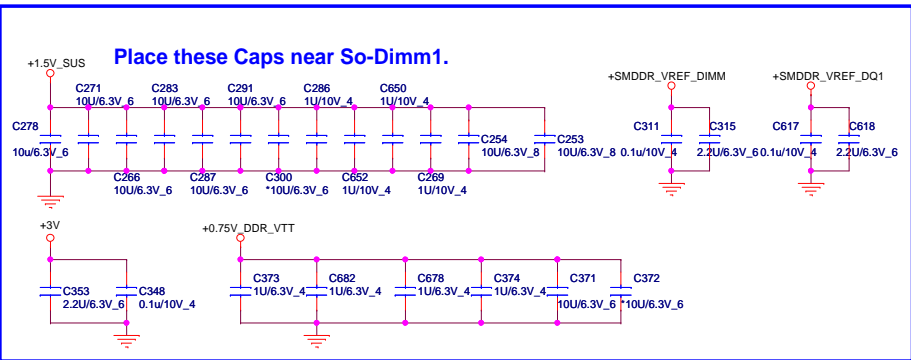 Place these Caps near So-Dimm1.
+1.5V_SUS
+SMDDR_VREF_DIMM
+SMDDR_VREF_DQ1
C271
10U/6.3V_6
C283
10U/6.3V_6
C291
10U/6.3V_6
C286
1U/10V_4
C650
1U/10V_4
C278
10u/6.3V_6
C254
10U/6.3V_8
C253
10U/6.3V_8
C311
0.1u/10V_4
C315
2.2U/6.3V_6
C617
0.1u/10V_4
C618
2.2U/6.3V_6
C266
10U/6.3V_6
C287
10U/6.3V_6
C300
*10U/6.3V_6
C652
1U/10V_4
C269
1U/10V_4
+3V
+0.75V_DDR_VTT
C353
2.2U/6.3V_6
C348
0.1u/10V_4
C373
1U/6.3V_4
C682
1U/6.3V_4
C678
1U/6.3V_4
C374
1U/6.3V_4
C371
10U/6.3V_6
C372
*10U/6.3V_6